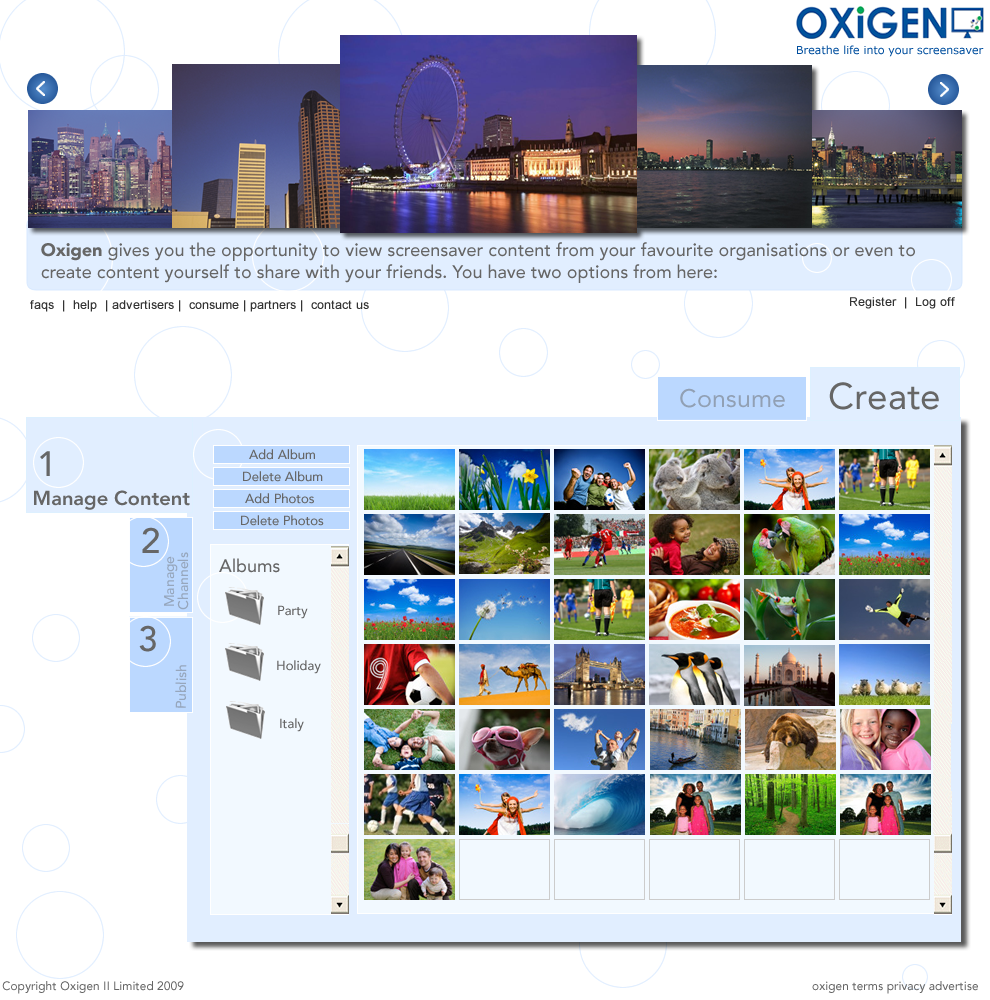 OXiGEN
Breathe life into your screensaver
Oxigen gives you the opportunity to view screensaver content from your favourite organisations or even to
create content yourself to share with your friends. You have two options from here:
faqs | help | advertisers | consume | partners | contact us
Register | Log off
Consume
Create
1
Manage Content
2
Manage
Channels
3
Publish
Add Album
Delete Album
Add Photos
Delete Photos
Albums
Party
Holiday
Italy
9
Copyright Oxigen II Limited 2009
oxigen terms privacy advertise